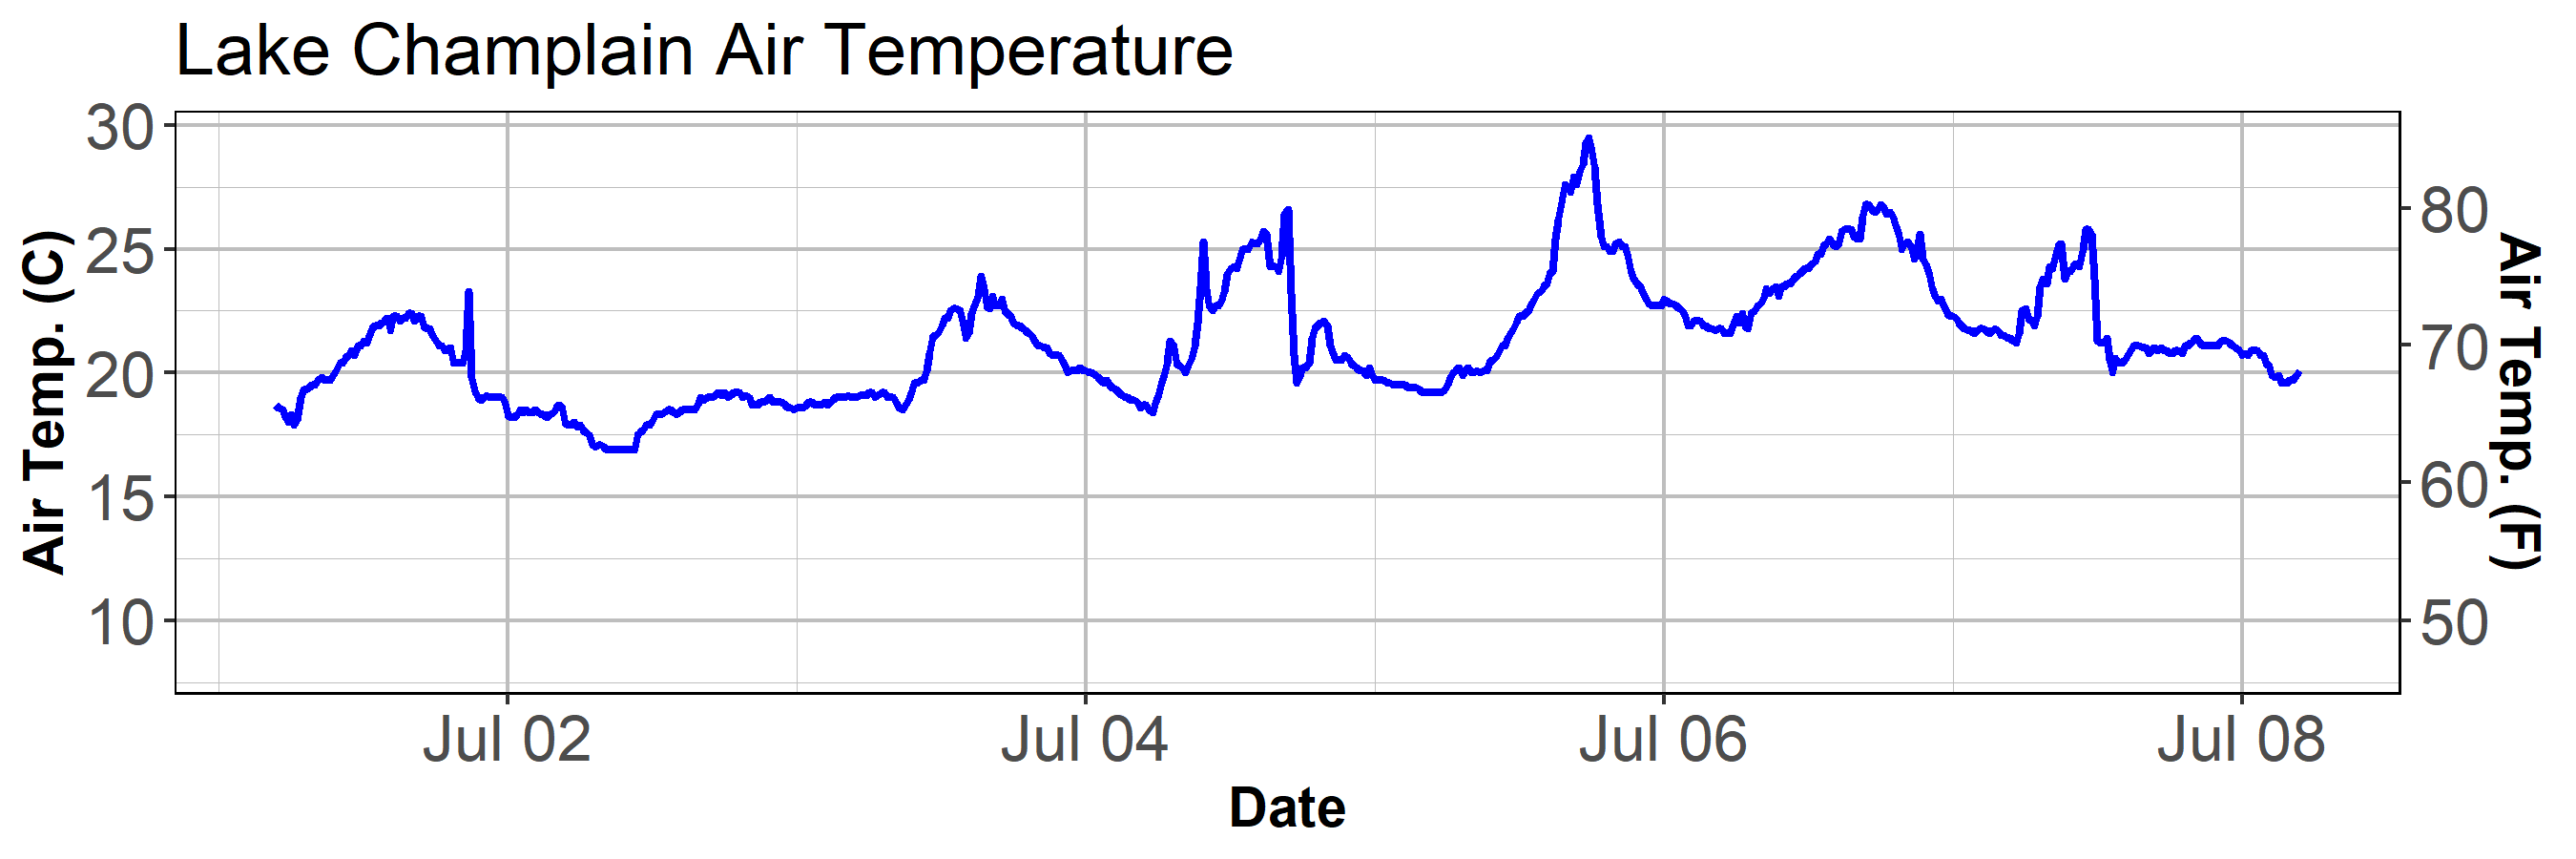 Lake Champlain Air Temperature
Air Temp. (C)
30
25
20
15
10
80
70
60
50
Air Temp. (F)
Jul 02
Jul 04
Jul 06
Jul 08
Date